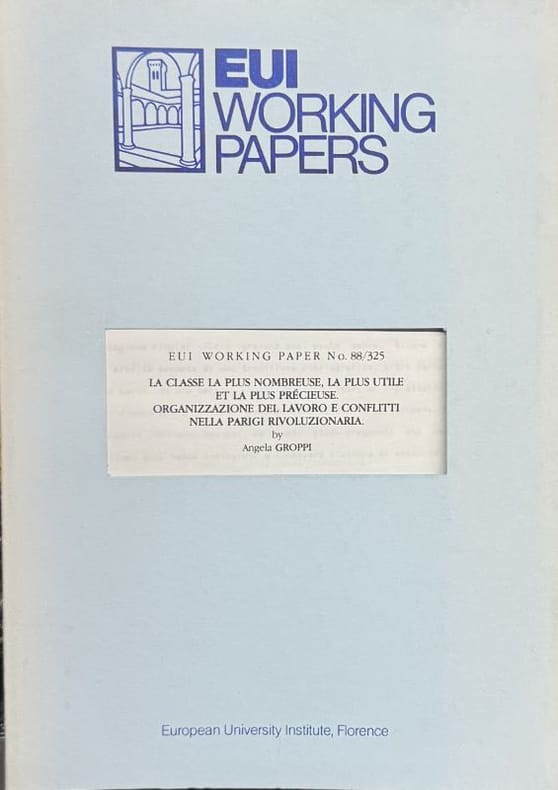 EUI
WORKING
PAPERS
EUI WORKING PAPER No. 88/325
LA CLASSE LA PLUS NOMBREUSE, LA PLUS UTILE
ET LA PLUS PRÉCIEUSE.
ORGANIZZAZIONE DEL LAVORO E CONFLITTI
NELLA PARIGI RIVOLUZIONARIA.
by
Angela GROPPI
European University Institute, Florence